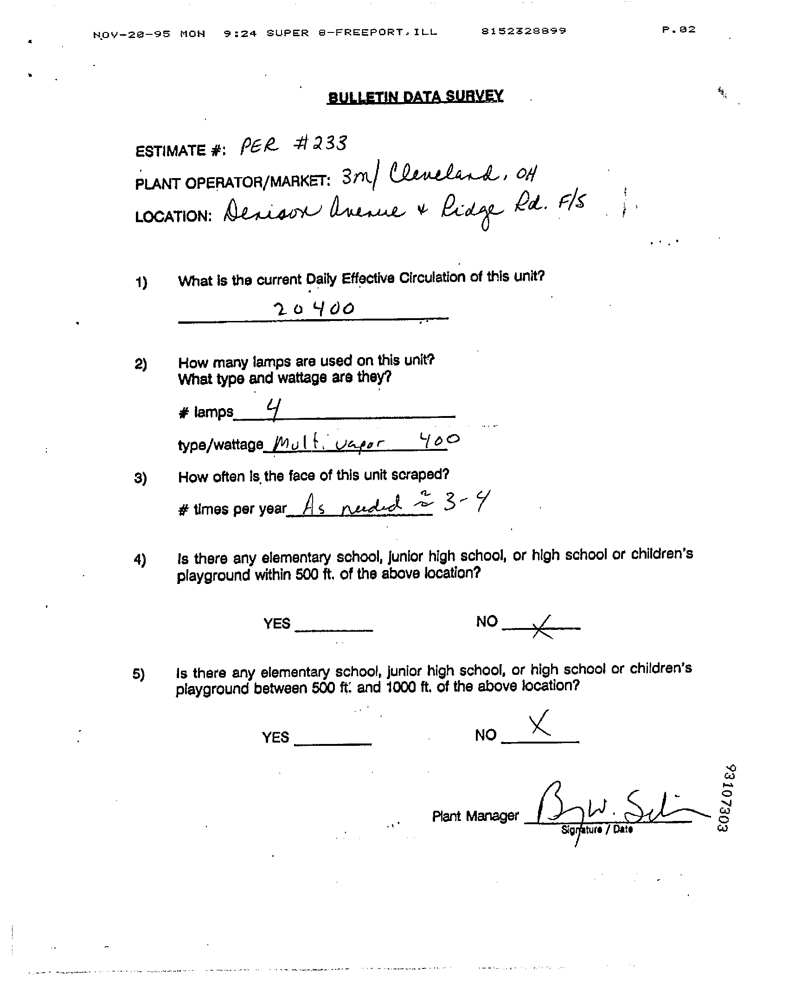 NOV-20-95 MON 9:24 SUPER 8-FREEPORT, ILL 8152328899 P.02
BULLETIN DATA SURVEY
ESTIMATE #: PER #233
PLANT OPERATOR/MARKET: 3m/ Cleveland, OH
LOCATION: Denison Avenue & Ridge Rd. F/S
1) What is the current Daily Effective Circulation of this unit?
20400
2) How many lamps are used on this unit?
What type and wattage are they?
# lamps 4
type/wattage Multi vapor 400
3) How often is the face of this unit scraped?
# times per year As needed ≈ 3-4
4) Is there any elementary school, junior high school, or high school or children's
playground within 500 ft. of the above location?
YES ____ NO X
5) Is there any elementary school, junior high school, or high school or children's
playground between 500 ft. and 1000 ft. of the above location?
YES ____ NO X
Plant Manager
Signature / Date
93107303